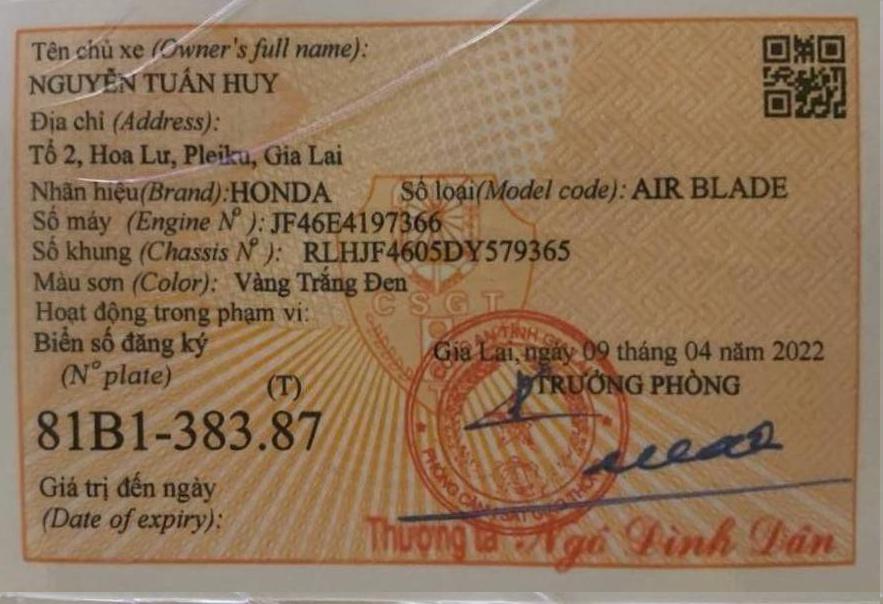 Tên chủ xe (Owner's full name):
NGUYỄN TUẤN HUY
Địa chỉ (Address):
Tổ 2, Hoa Lư, Pleiku, Gia Lai
Nhãn hiệu(Brand):HONDA Số loại(Model code): AIR BLADE
Số máy (Engine Nº): JF46E4197366
Số khung (Chassis Nº): RLHJF4605DY579365
Màu sơn (Color): Vàng Trắng Đen
CSGT
Hoạt động trong phạm vi:
Biển số đăng ký
Gia Lai, ngày 09 tháng 04 năm 2022
(Nº plate) (T)
TRƯỞNG PHÒNG
81B1-383.87
Giá trị đến ngày
(Date of expiry):
Thượng tá Ngô Đình Dân